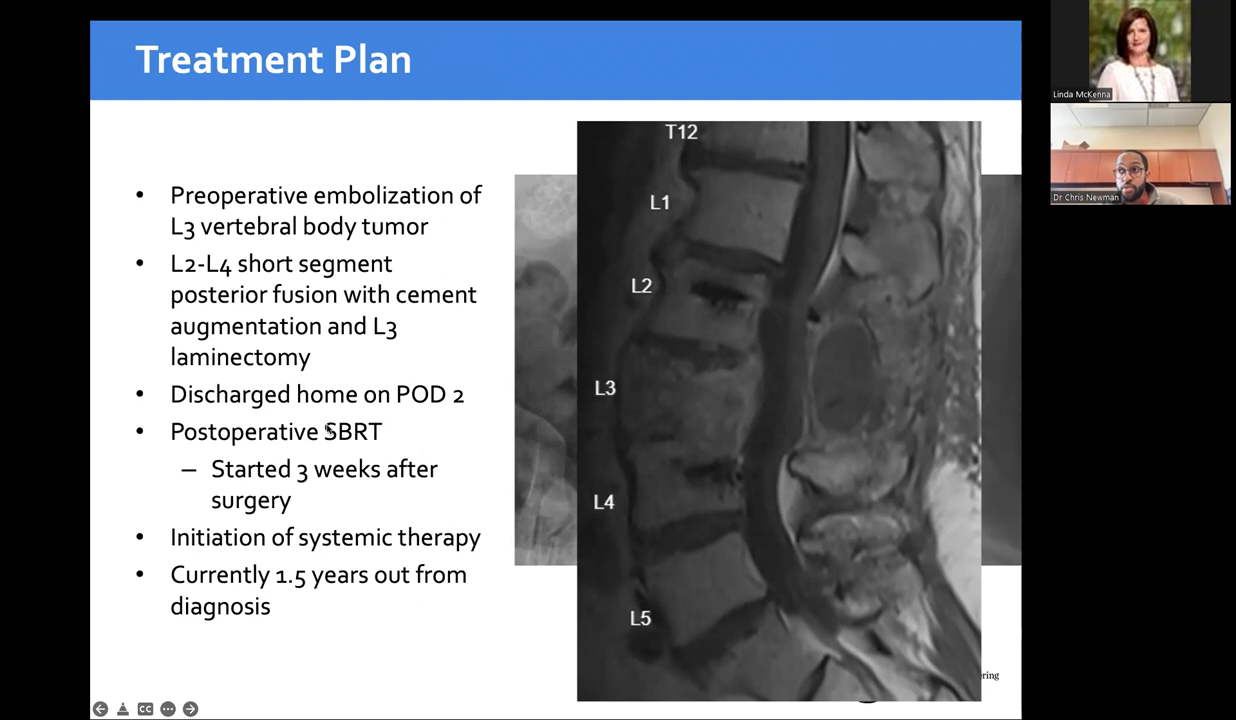 Treatment Plan
• Preoperative embolization of
L3 vertebral body tumor
• L2-L4 short segment
posterior fusion with cement
augmentation and L3
laminectomy
• Discharged home on POD 2
• Postoperative SBRT
– Started 3 weeks after
surgery
• Initiation of systemic therapy
• Currently 1.5 years out from
diagnosis
T12
L1
L2
L3
L4
L5
ering
CC
Linda McKenna
Dr Chris Newman